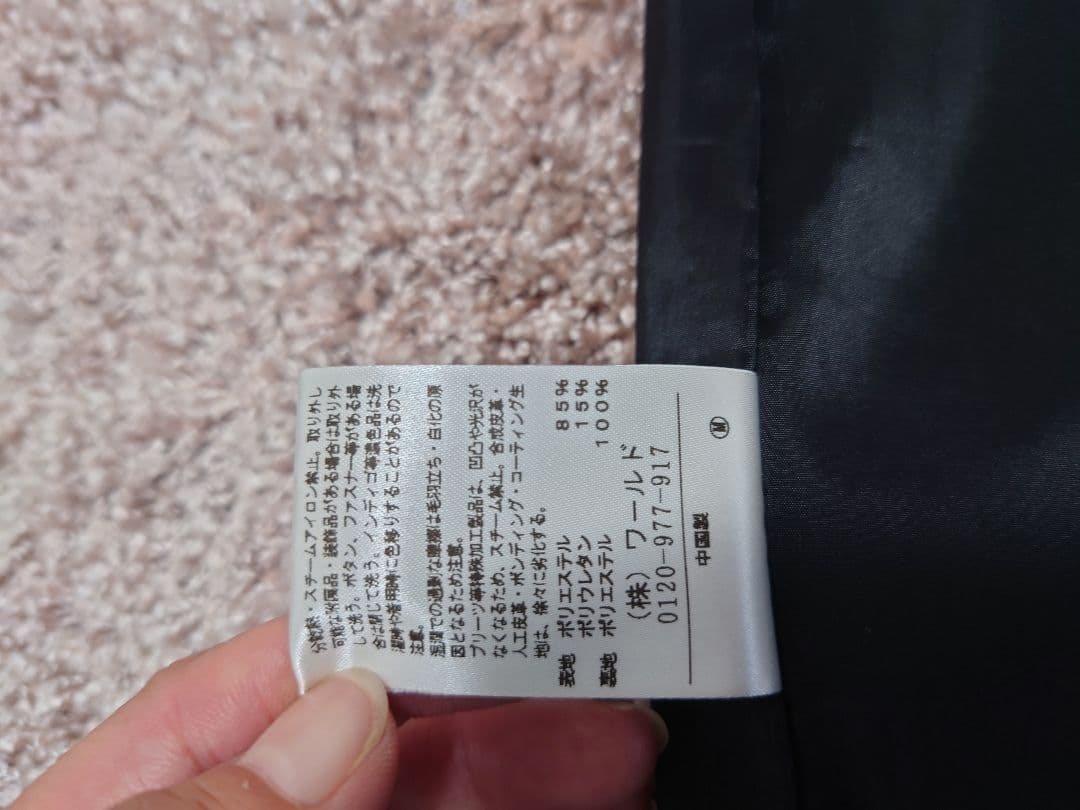 分乾燥・スチームアイロン禁止。取り外し
可能な附属品・装飾品がある場合は取り外
して洗う。ボタン、ファスナー等がある場
合は閉じて洗う。インディゴ等濃色品は洗
濯時や着用時に色移りすることがあるので
注意。
湿潤での過剰な摩擦は毛羽立ち・白化の原
因となるため注意。
プリーツ等特殊加工製品は、凹凸や光沢が
なくなるため、スチーム禁止。合成皮革・
人工皮革・ボンディング・コーティング生
地は、徐々に劣化する。
表地 ポリエステル 85%
ポリウレタン 15%
裏地 ポリエステル 100%
(株)ワールド
0120-977-917
中国製 Ⓜ